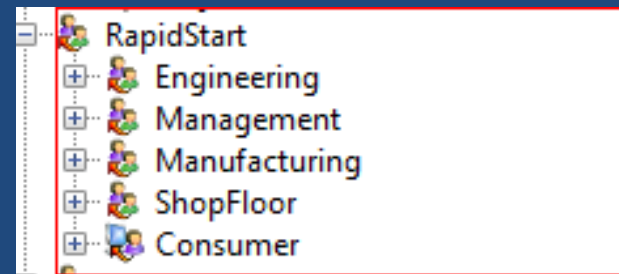 RapidStart
Engineering
Management
Manufacturing
ShopFloor
Consumer